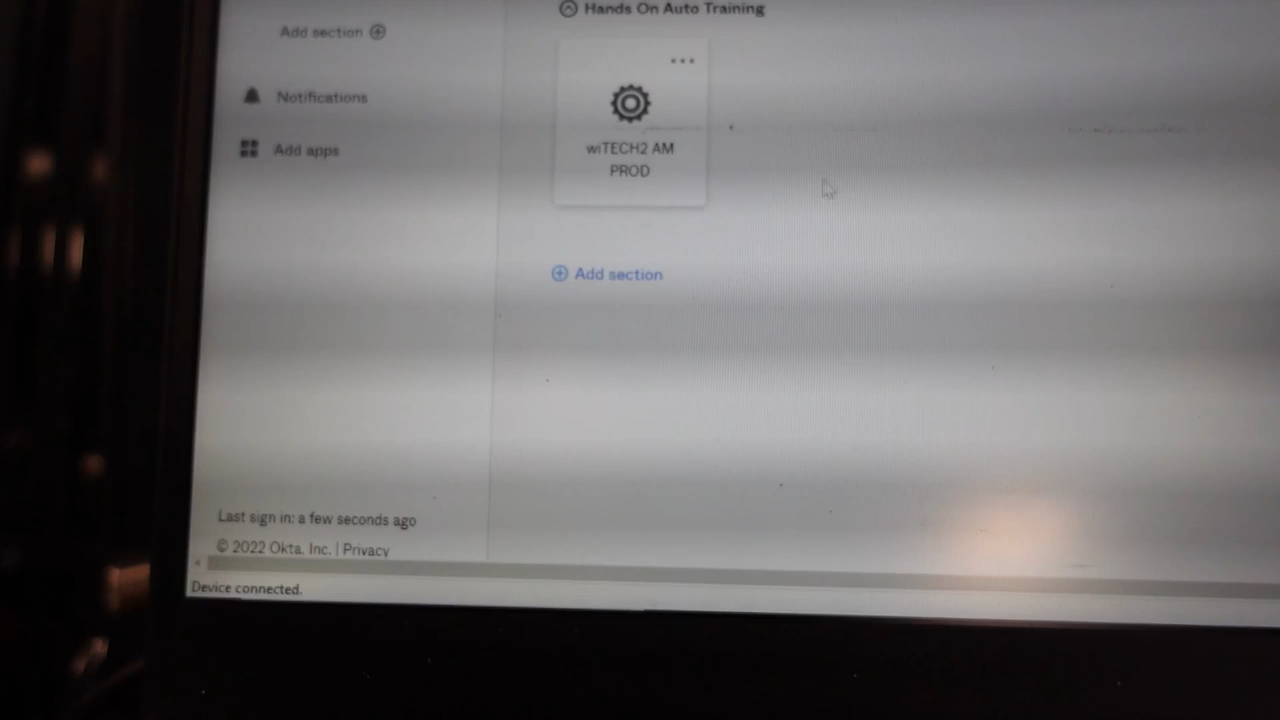 Hands On Auto Training
Add section
Notifications
Add apps
wiTECH2 AM
PROD
Add section
Last sign in: a few seconds ago
© 2022 Okta, Inc. | Privacy
Device connected.